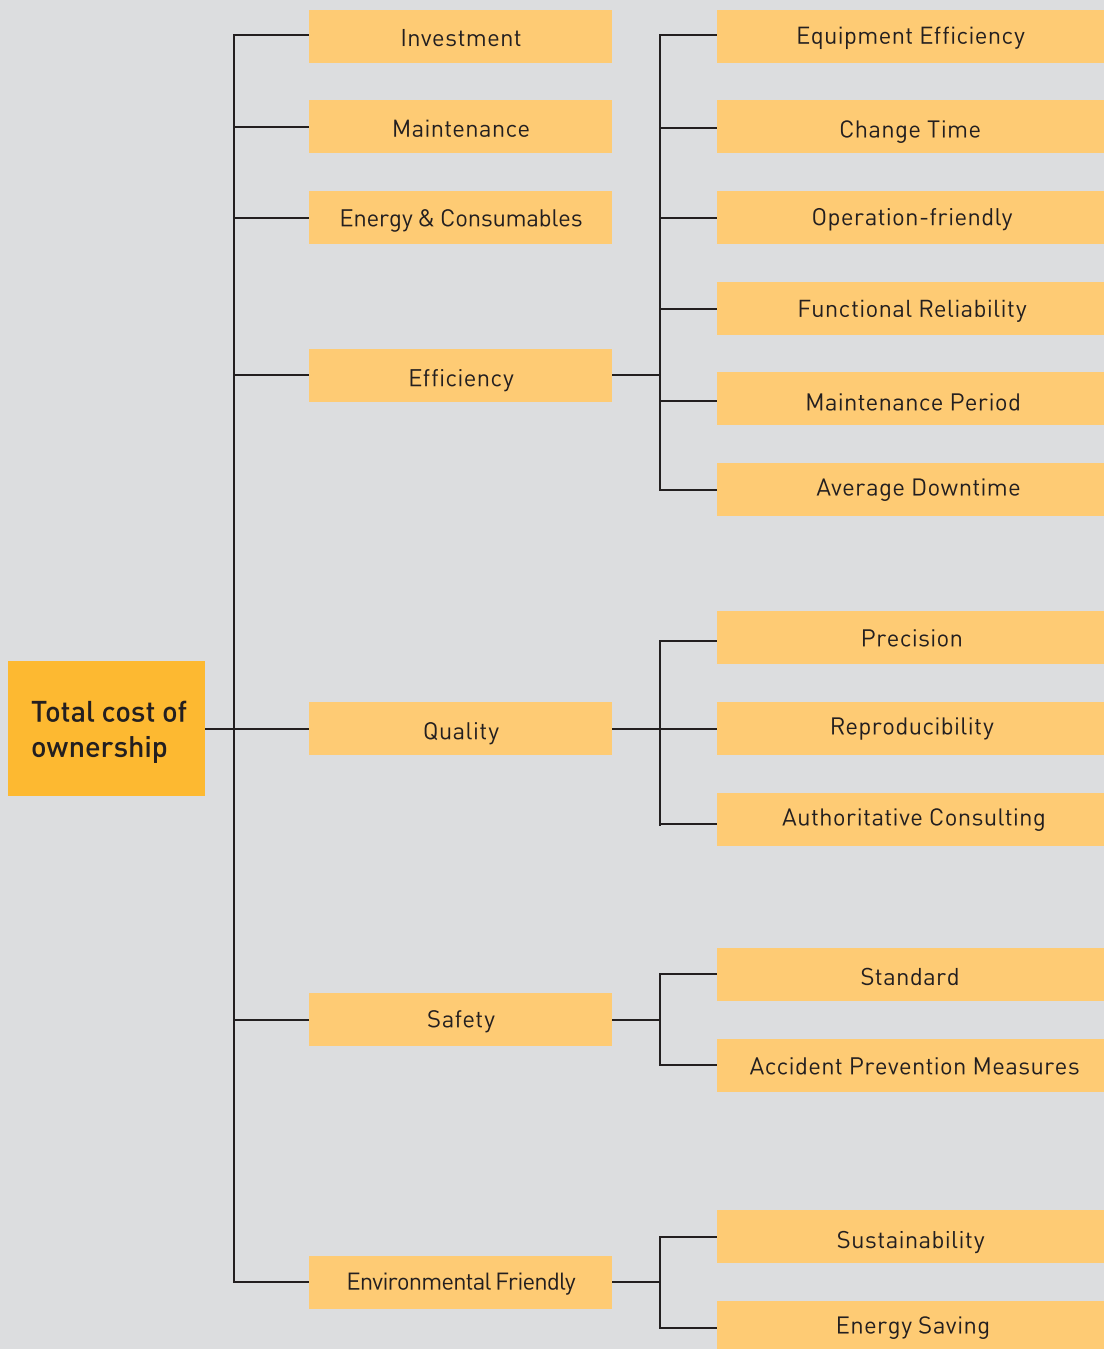 Total cost of
ownership
Investment
Maintenance
Energy & Consumables
Efficiency
Equipment Efficiency
Change Time
Operation-friendly
Functional Reliability
Maintenance Period
Average Downtime
Quality
Precision
Reproducibility
Authoritative Consulting
Safety
Standard
Accident Prevention Measures
Environmental Friendly
Sustainability
Energy Saving